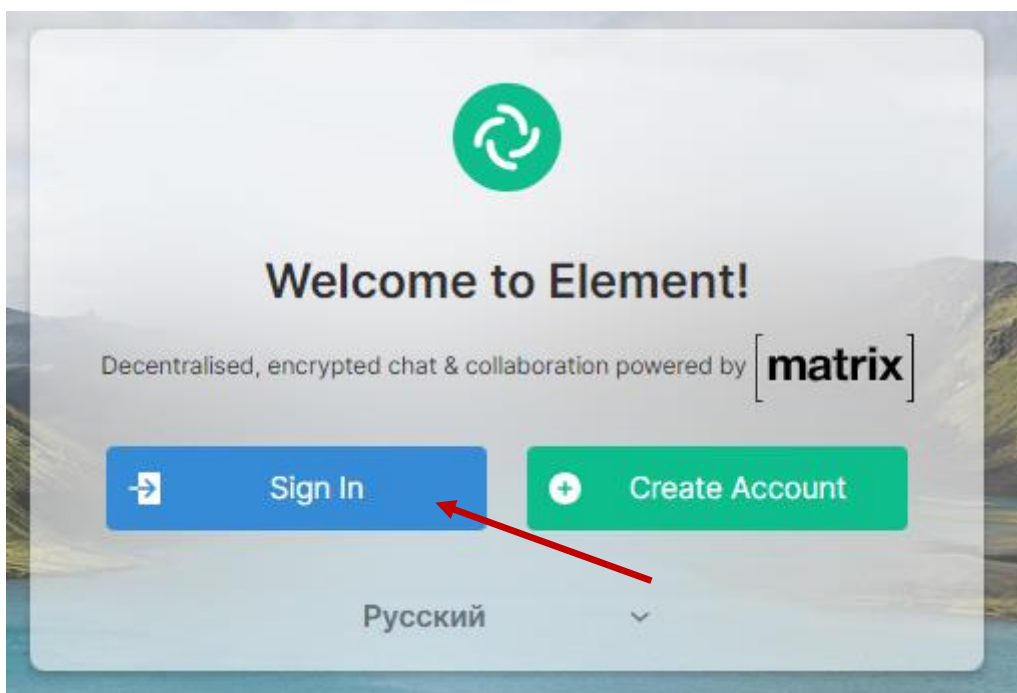 Welcome to Element!
Decentralised, encrypted chat & collaboration powered by [matrix]
Sign In
Create Account
Русский